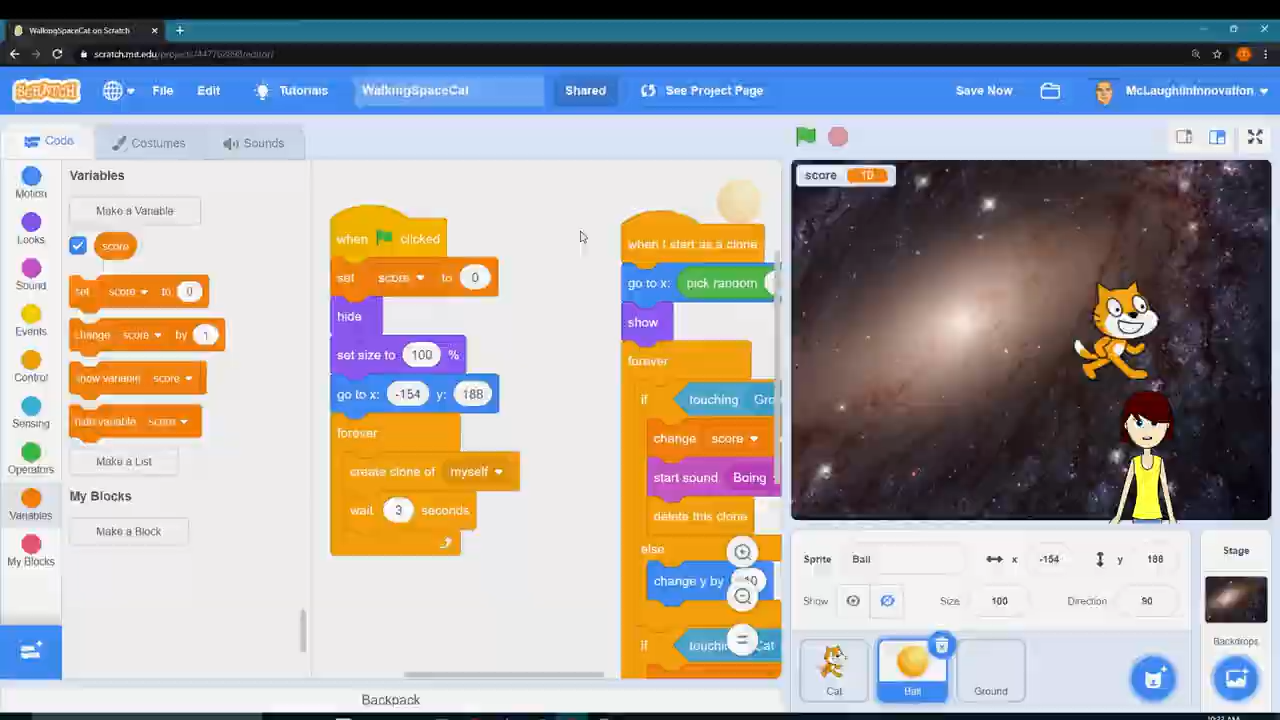 WalkingSpaceCat on Scratch
SCRATCH File Edit Tutorials WalkingSpaceCat Shared See Project Page Save Now McLaughlinInnovation
Code Costumes Sounds
Motion
Looks
Sound
Events
Control
Sensing
Operators
Variables
My Blocks
Variables
Make a Variable
score
set score to 0
change score by 1
show variable score
hide variable score
Make a List
My Blocks
Make a Block
when clicked
set score to 0
hide
set size to 100 %
go to x: -154 y: 188
forever
create clone of myself
wait 3 seconds
when I start as a clone
go to x: pick random
show
forever
if touching Gro
change score
start sound Boing
delete this clone
else
change y by
if touching Cat
score 10
Sprite Ball x -154 y 188
Show Size 100 Direction 90
Cat Ball Ground
Stage
Backdrops
Backpack